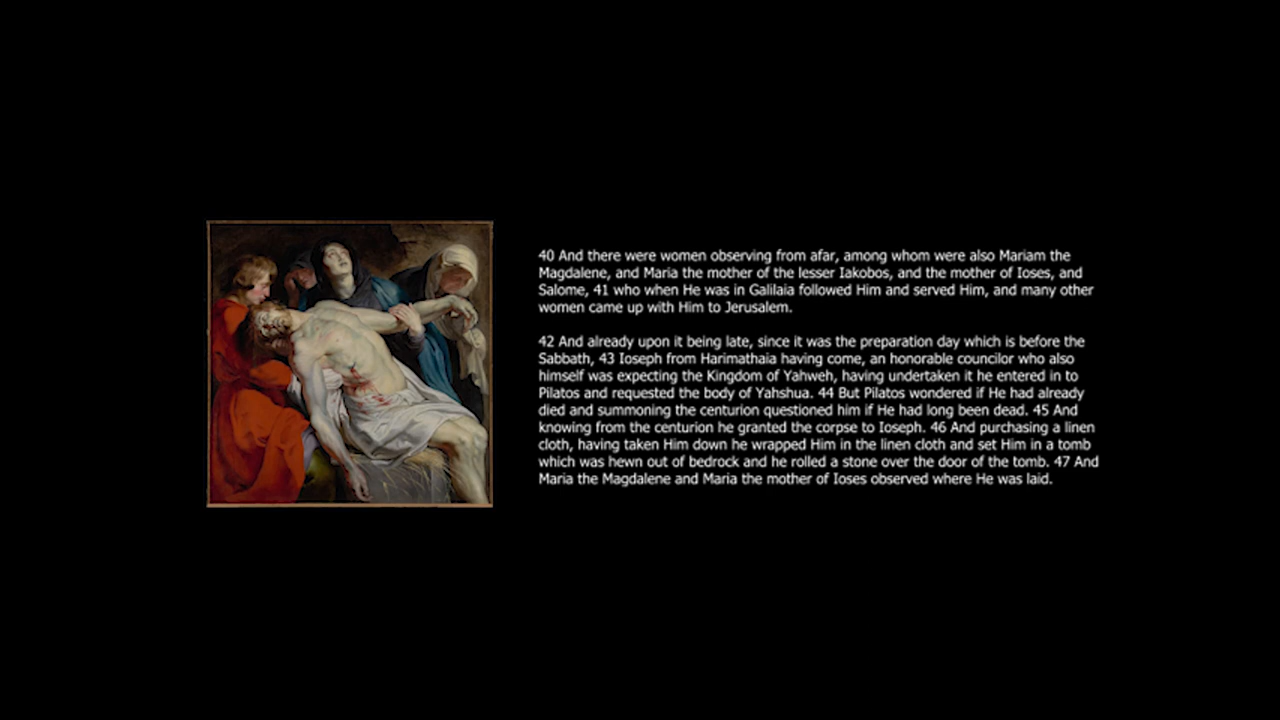 40 And there were women observing from afar, among whom were also Mariam the
Magdalene, and Maria the mother of the lesser Iakobos, and the mother of Ioses, and
Salome, 41 who when He was in Galilaia followed Him and served Him, and many other
women came up with Him to Jerusalem.
42 And already upon it being late, since it was the preparation day which is before the
Sabbath, 43 Ioseph from Harimathaia having come, an honorable councilor who also
himself was expecting the Kingdom of Yahweh, having undertaken it he entered in to
Pilatos and requested the body of Yahshua. 44 But Pilatos wondered if He had already
died and summoning the centurion questioned him if He had long been dead. 45 And
knowing from the centurion he granted the corpse to Ioseph. 46 And purchasing a linen
cloth, having taken Him down he wrapped Him in the linen cloth and set Him in a tomb
which was hewn out of bedrock and he rolled a stone over the door of the tomb. 47 And
Maria the Magdalene and Maria the mother of Ioses observed where He was laid.